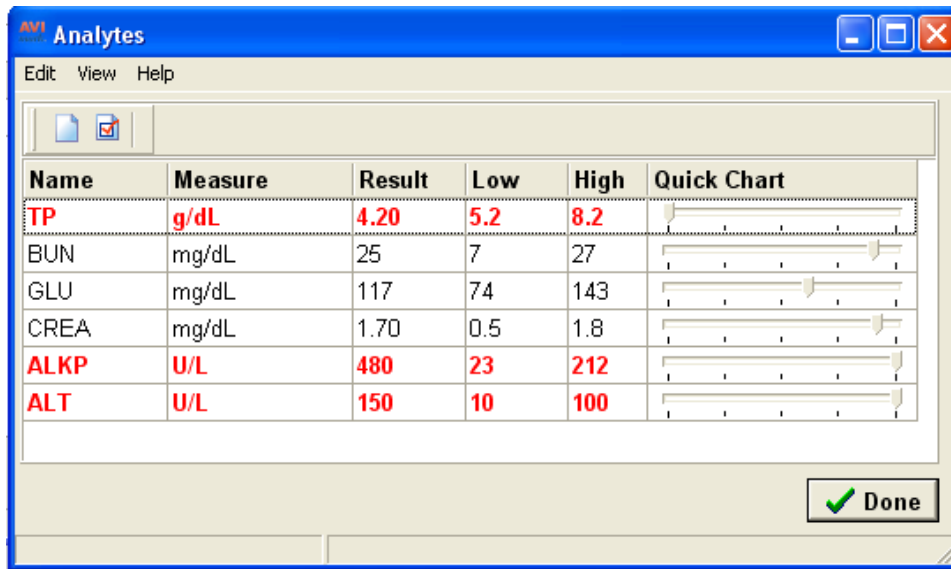 AVI Analytes
Edit View Help
Name Measure Result Low High Quick Chart
TP g/dL 4.20 5.2 8.2
BUN mg/dL 25 7 27
GLU mg/dL 117 74 143
CREA mg/dL 1.70 0.5 1.8
ALKP U/L 480 23 212
ALT U/L 150 10 100
Done